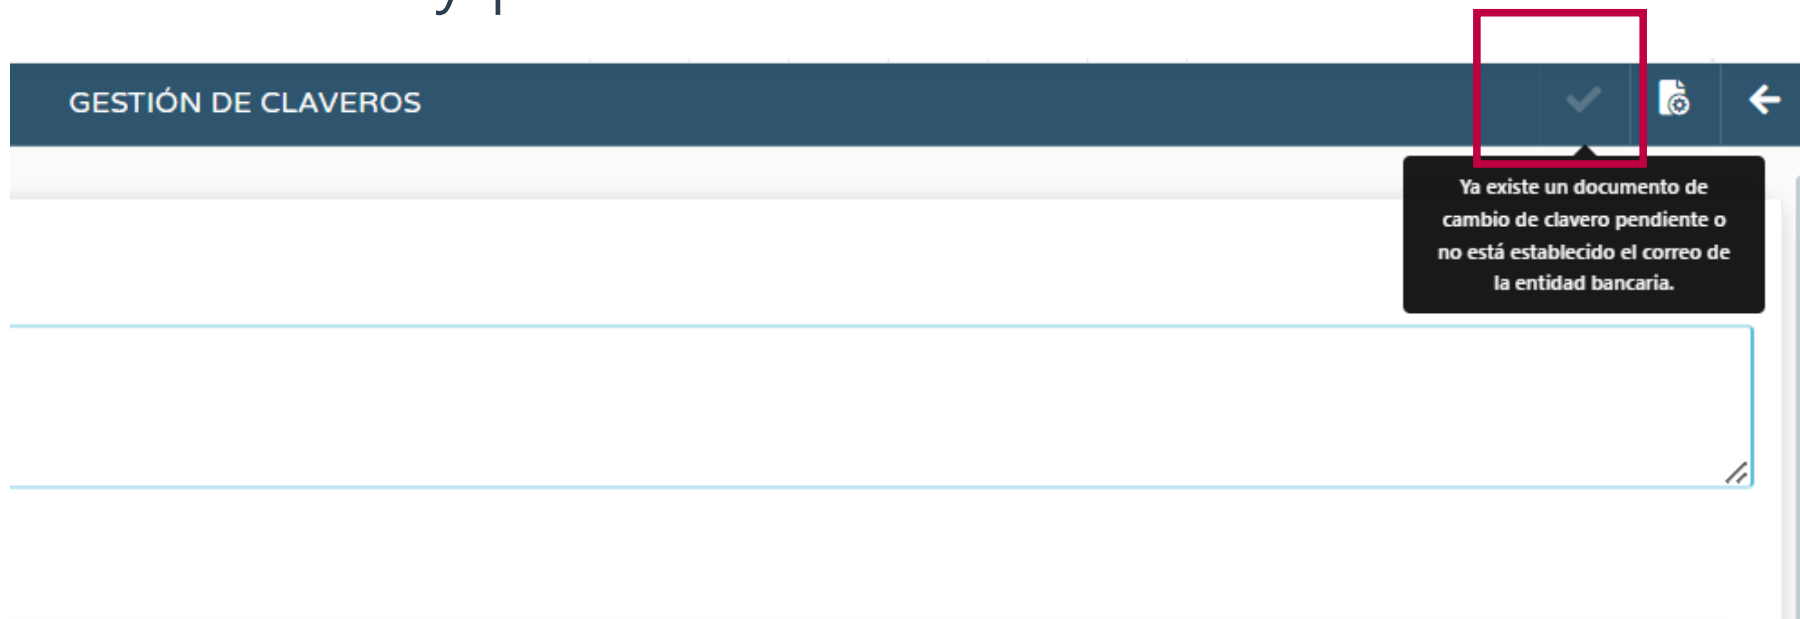 GESTIÓN DE CLAVEROS
Ya existe un documento de
cambio de clavero pendiente o
no está establecido el correo de
la entidad bancaria.